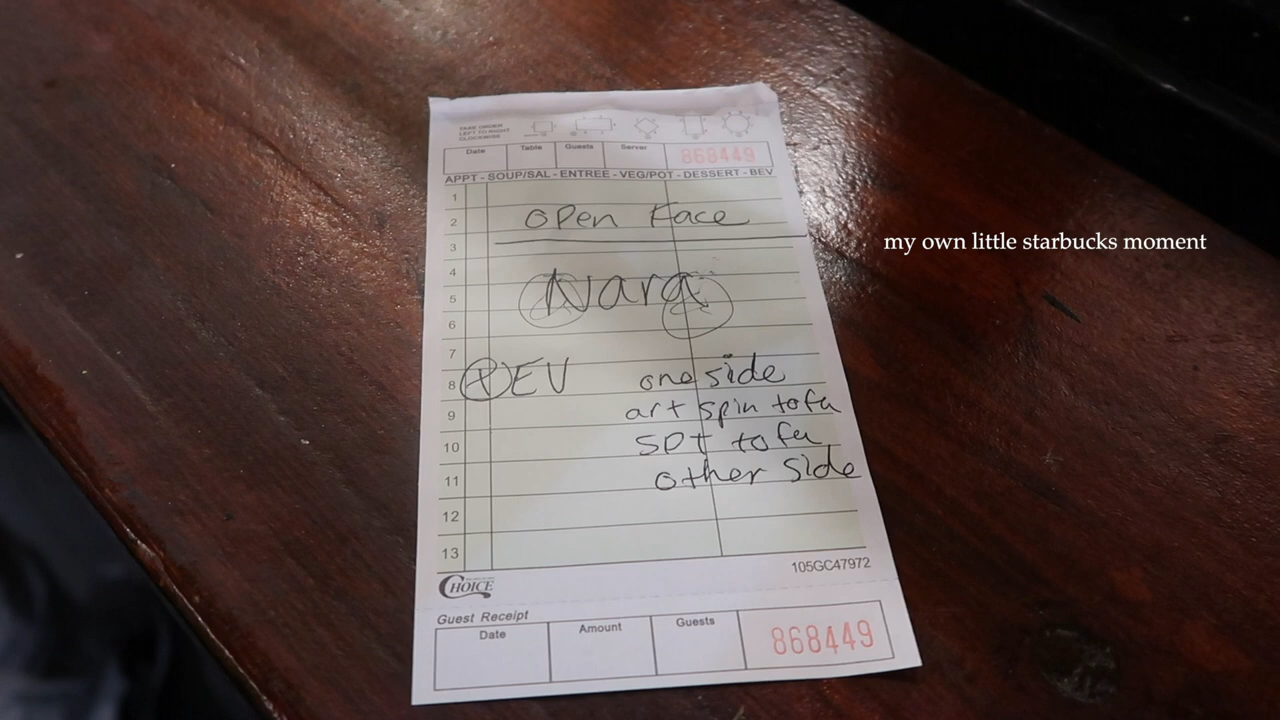 TAKE ORDER
LEFT TO RIGHT
CLOCKWISE
Date Table Guests Server 868449
APPT - SOUP/SAL - ENTREE - VEG/POT - DESSERT - BEV
1
2 open Face
3
4
5 Nara
6
7
8 EV one side
9 art spin tofu
10 SPT tofu
11 other side
12
13
CHOICE 105GC47972
Guest Receipt
Date Amount Guests 868449
my own little starbucks moment